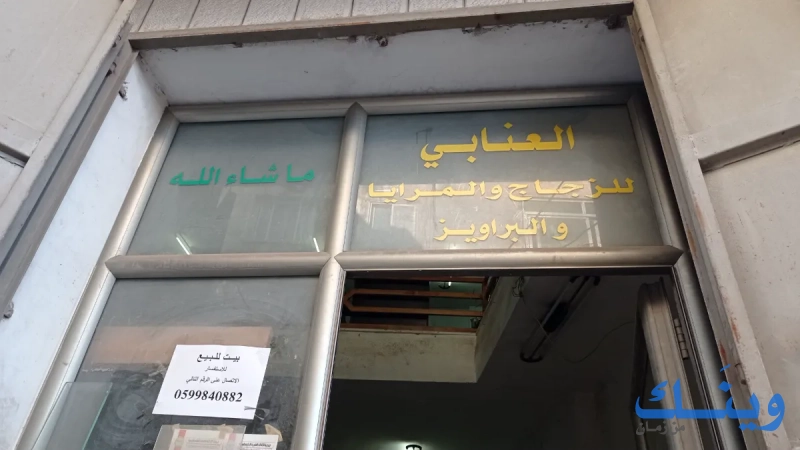 العنابي
للزجاج والمرايا
والبراويز
ما شاء الله
بيت للبيع
للاستفسار
الاتصال على الرقم التالي
0599840882
وينك